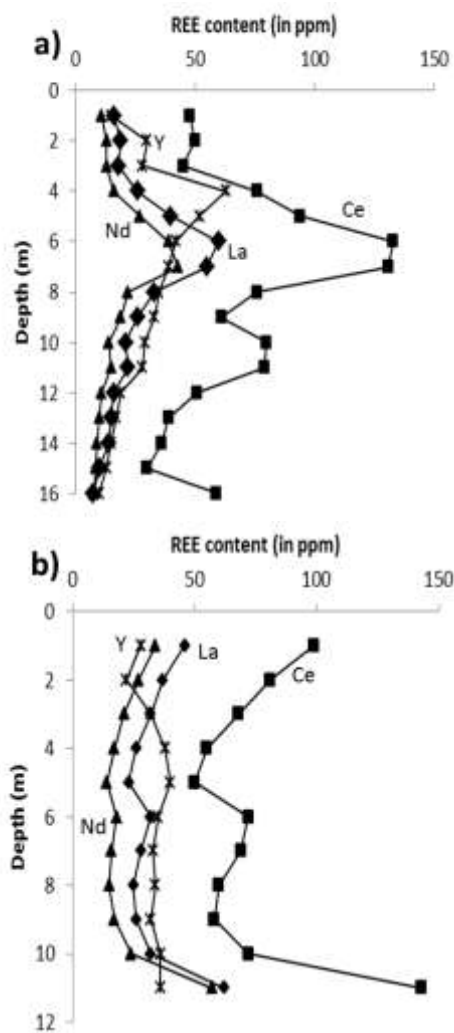 a)
REE content (in ppm)
0 50 100 150
0
2
4
6
8
10
12
14
16
Depth (m)
Y
Ce
Nd
La
b)
REE content (in ppm)
0 50 100 150
0
2
4
6
8
10
12
Depth (m)
Y
La
Ce
Nd